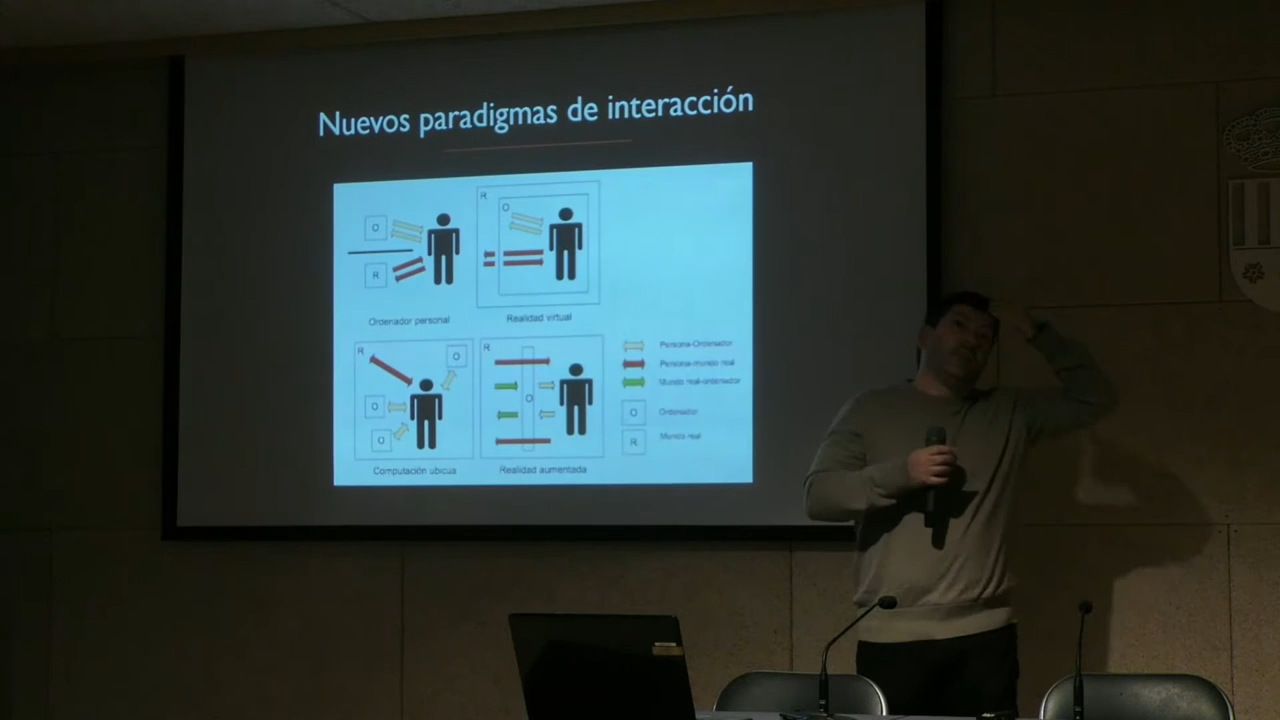 Nuevos paradigmas de interacción
O
R
Ordenador personal
R
O
Realidad virtual
R
O
O
O
Computación ubicua
R
O
Realidad aumentada
Persona-Ordenador
Persona-mundo real
Mundo real-ordenador
O Ordenador
R Mundo real